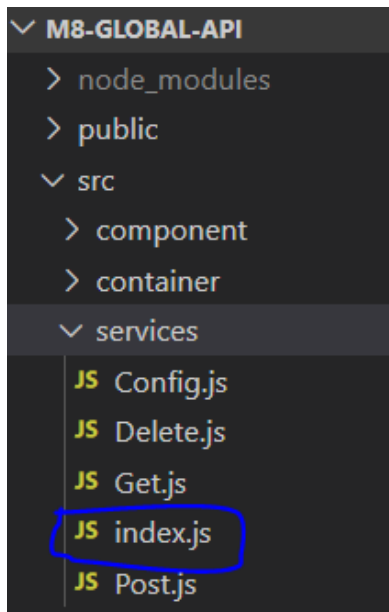 M8-GLOBAL-API
node_modules
public
src
component
container
services
JS Config.js
JS Delete.js
JS Get.js
JS index.js
JS Post.js